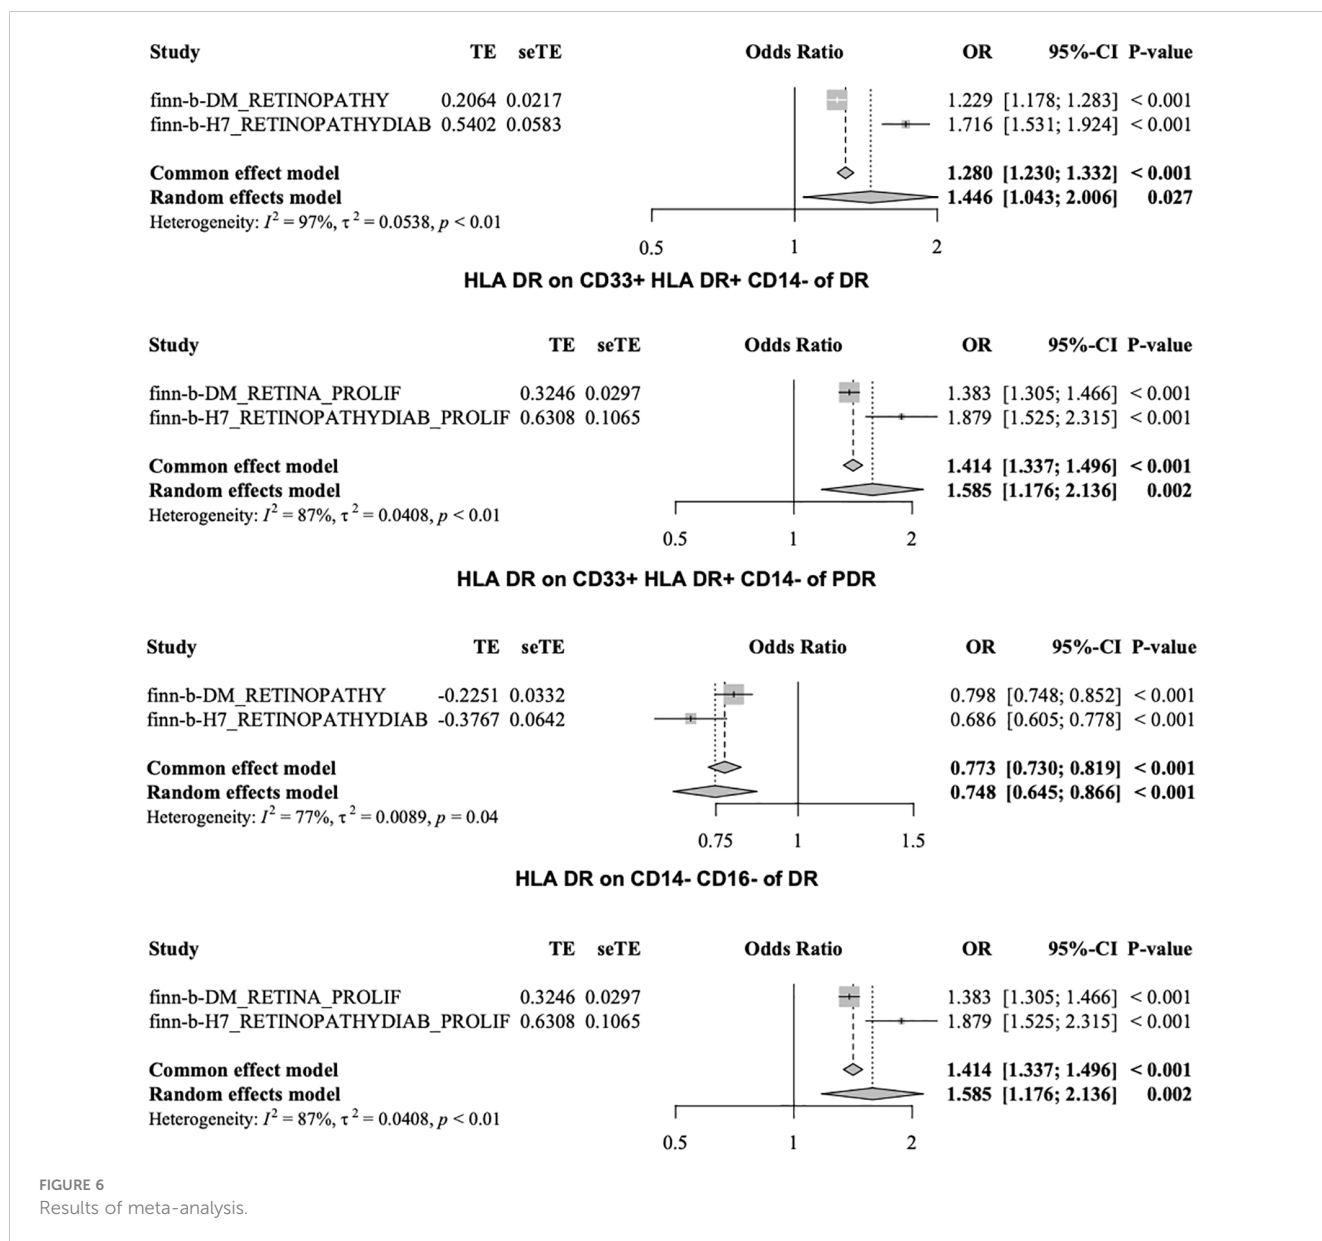 Study TE seTE Odds Ratio OR 95%-CI P-value
finn-b-DM_RETINOPATHY 0.2064 0.0217 1.229 [1.178; 1.283] < 0.001
finn-b-H7_RETINOPATHYDIAB 0.5402 0.0583 1.716 [1.531; 1.924] < 0.001
Common effect model 1.280 [1.230; 1.332] < 0.001
Random effects model 1.446 [1.043; 2.006] 0.027
Heterogeneity: I² = 97%, τ² = 0.0538, p < 0.01
0.5 1 2
HLA DR on CD33+ HLA DR+ CD14- of DR
Study TE seTE Odds Ratio OR 95%-CI P-value
finn-b-DM_RETINA_PROLIF 0.3246 0.0297 1.383 [1.305; 1.466] < 0.001
finn-b-H7_RETINOPATHYDIAB_PROLIF 0.6308 0.1065 1.879 [1.525; 2.315] < 0.001
Common effect model 1.414 [1.337; 1.496] < 0.001
Random effects model 1.585 [1.176; 2.136] 0.002
Heterogeneity: I² = 87%, τ² = 0.0408, p < 0.01
0.5 1 2
HLA DR on CD33+ HLA DR+ CD14- of PDR
Study TE seTE Odds Ratio OR 95%-CI P-value
finn-b-DM_RETINOPATHY -0.2251 0.0332 0.798 [0.748; 0.852] < 0.001
finn-b-H7_RETINOPATHYDIAB -0.3767 0.0642 0.686 [0.605; 0.778] < 0.001
Common effect model 0.773 [0.730; 0.819] < 0.001
Random effects model 0.748 [0.645; 0.866] < 0.001
Heterogeneity: I² = 77%, τ² = 0.0089, p = 0.04
0.75 1 1.5
HLA DR on CD14- CD16- of DR
Study TE seTE Odds Ratio OR 95%-CI P-value
finn-b-DM_RETINA_PROLIF 0.3246 0.0297 1.383 [1.305; 1.466] < 0.001
finn-b-H7_RETINOPATHYDIAB_PROLIF 0.6308 0.1065 1.879 [1.525; 2.315] < 0.001
Common effect model 1.414 [1.337; 1.496] < 0.001
Random effects model 1.585 [1.176; 2.136] 0.002
Heterogeneity: I² = 87%, τ² = 0.0408, p < 0.01
0.5 1 2
FIGURE 6
Results of meta-analysis.